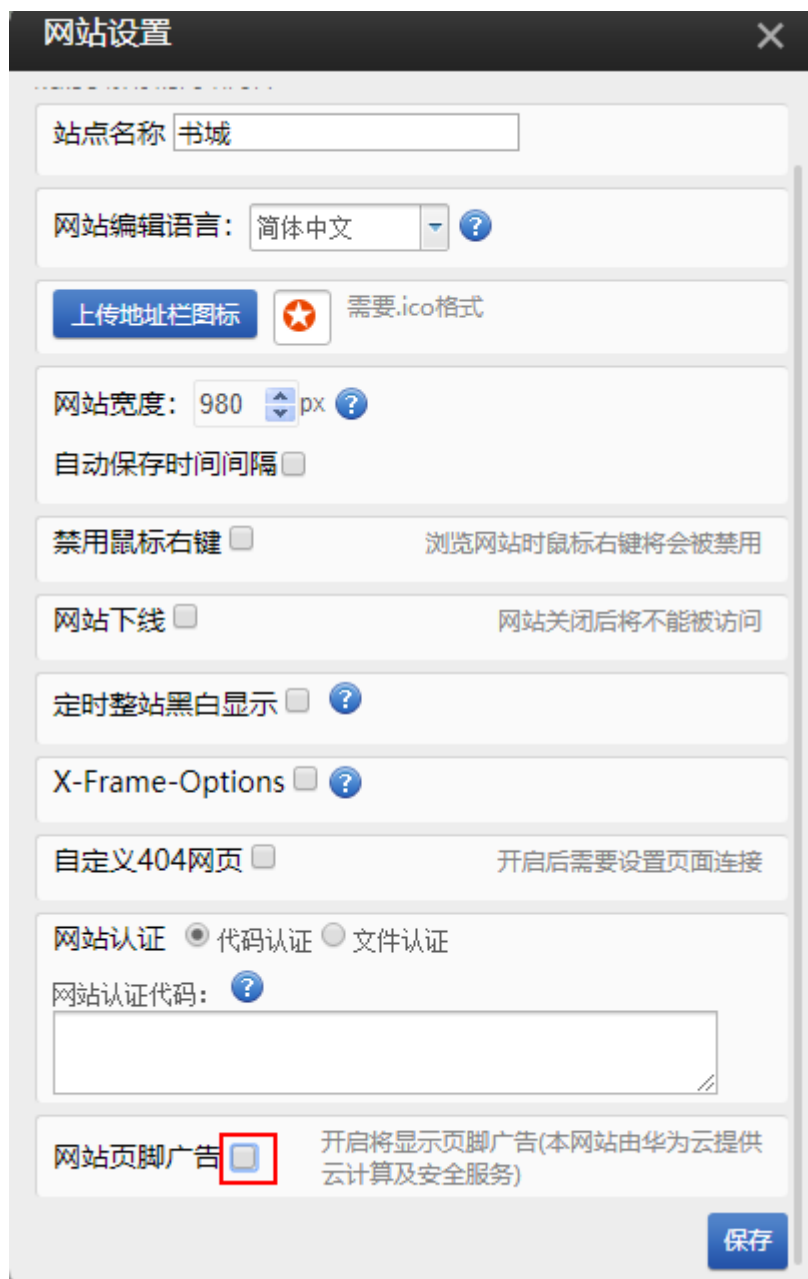 网站设置
站点名称 书城
网站编辑语言： 简体中文
上传地址栏图标 需要.ico格式
网站宽度： 980 px
自动保存时间间隔
禁用鼠标右键 浏览网站时鼠标右键将会被禁用
网站下线 网站关闭后将不能被访问
定时整站黑白显示
X-Frame-Options
自定义404网页 开启后需要设置页面连接
网站认证 代码认证 文件认证
网站认证代码：
网站页脚广告 开启将显示页脚广告(本网站由华为云提供
云计算及安全服务)
保存